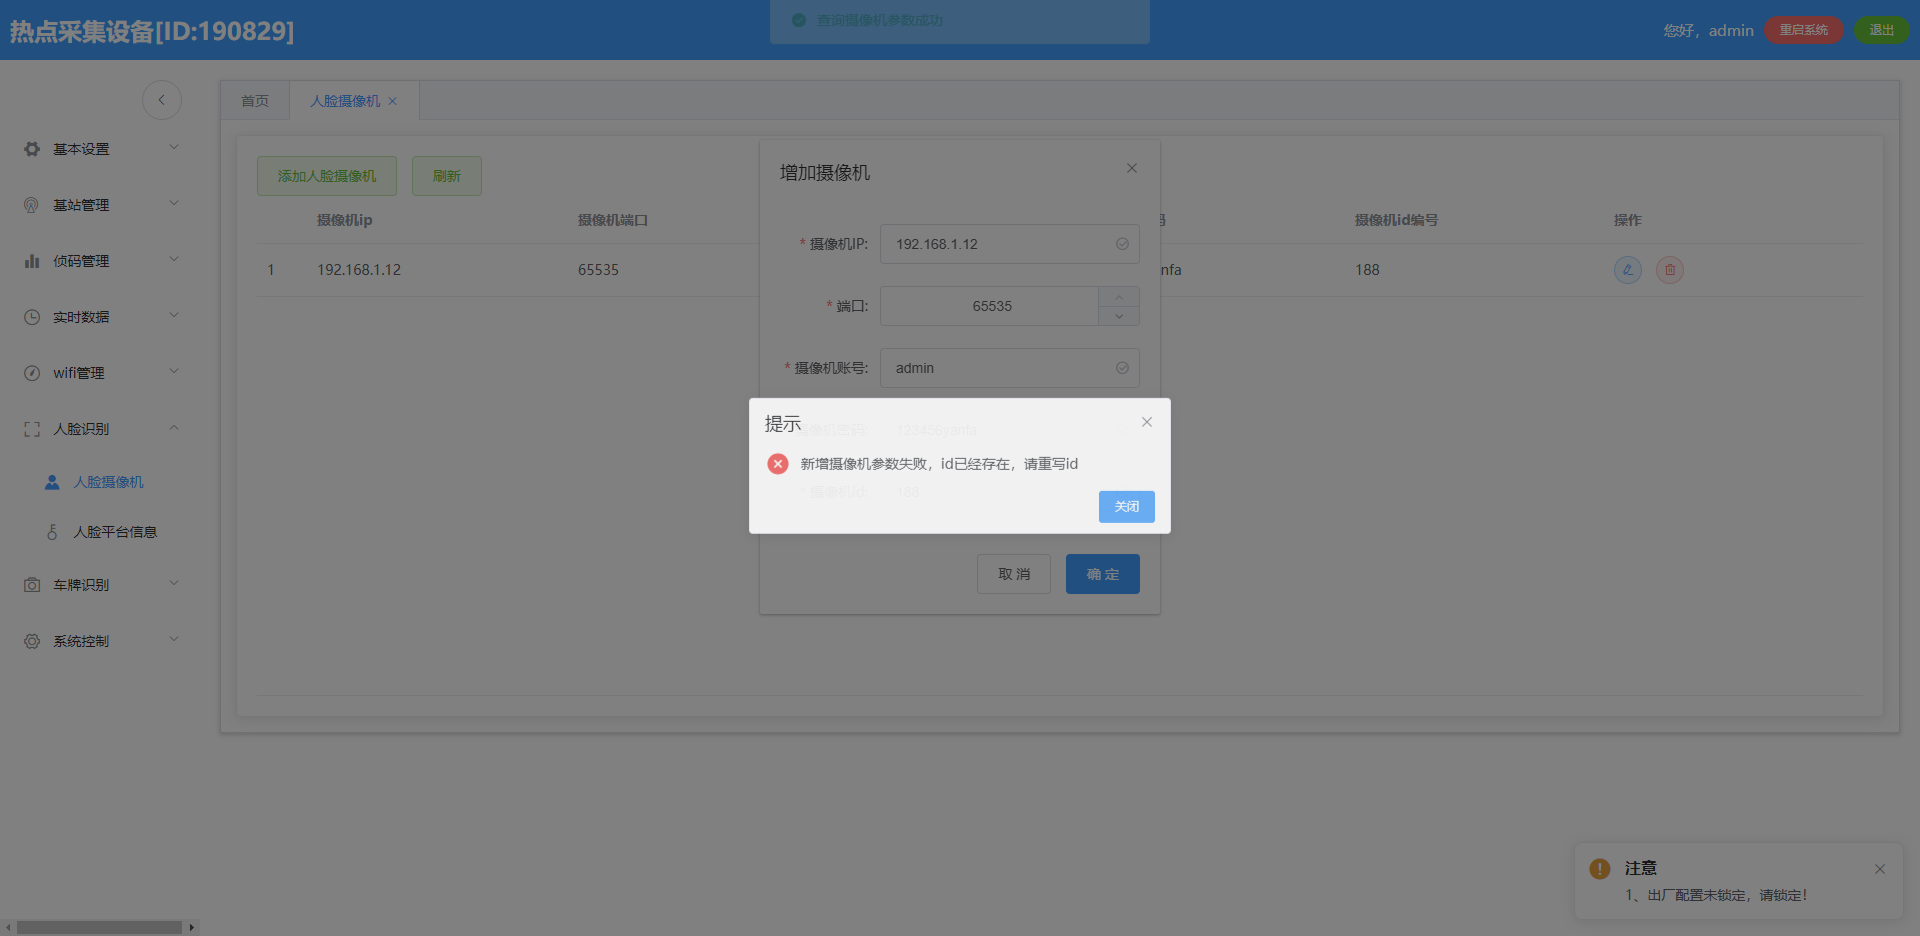 热点采集设备[ID:190829]
查询摄像机参数成功
您好，admin
重启系统
退出
首页
人脸摄像机
基本设置
基站管理
侦码管理
实时数据
wifi管理
人脸识别
人脸摄像机
人脸平台信息
车牌识别
系统控制
添加人脸摄像机
刷新
摄像机ip
摄像机端口
码
摄像机id编号
操作
1
192.168.1.12
65535
nfa
188
增加摄像机
* 摄像机IP:
192.168.1.12
* 端口:
65535
* 摄像机账号:
admin
提示
摄像机密码:
新增摄像机参数失败，id已经存在，请重写id
* 摄像机id:
188
关闭
取 消
确 定
注意
1、出厂配置未锁定，请锁定！